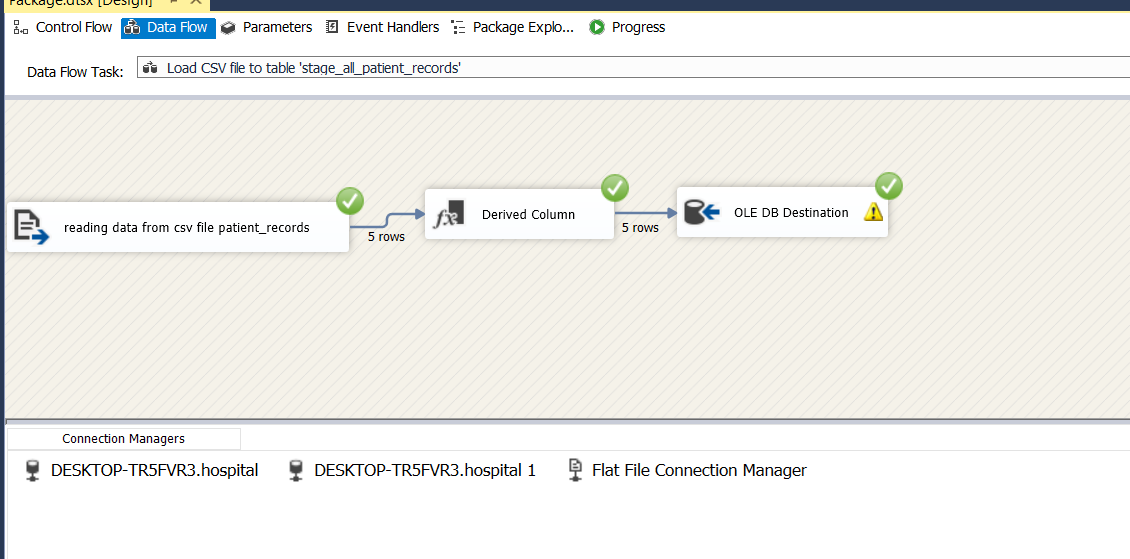 Package.dtsx [Design]
Control Flow Data Flow Parameters Event Handlers Package Explo... Progress
Data Flow Task: Load CSV file to table 'stage_all_patient_records'
reading data from csv file patient_records
5 rows
fx Derived Column
5 rows
OLE DB Destination
Connection Managers
DESKTOP-TR5FVR3.hospital DESKTOP-TR5FVR3.hospital 1 Flat File Connection Manager